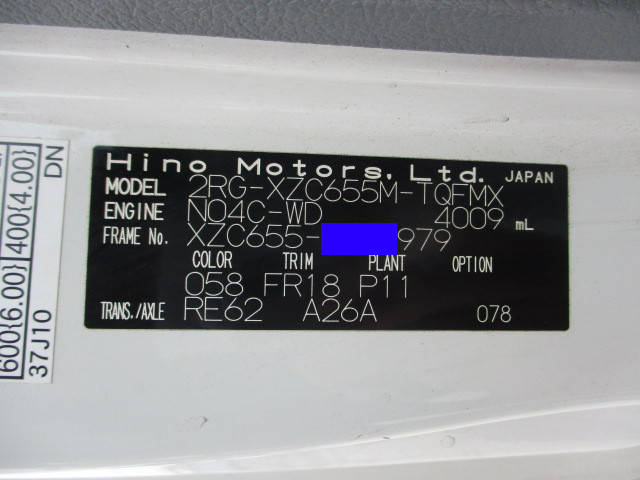 Hino Motors, Ltd. JAPAN
MODEL 2RG-XZC655M-TQFMX
ENGINE N04C-WD 4009 mL
FRAME No. XZC655- 979
COLOR TRIM PLANT OPTION
058 FR18 P11
TRANS./AXLE RE62 A26A 078
600{6.00} 400{4.00}
37J10 DN